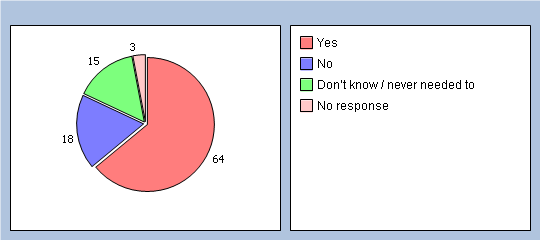 3
15
18
64
Yes
No
Don't know / never needed to
No response